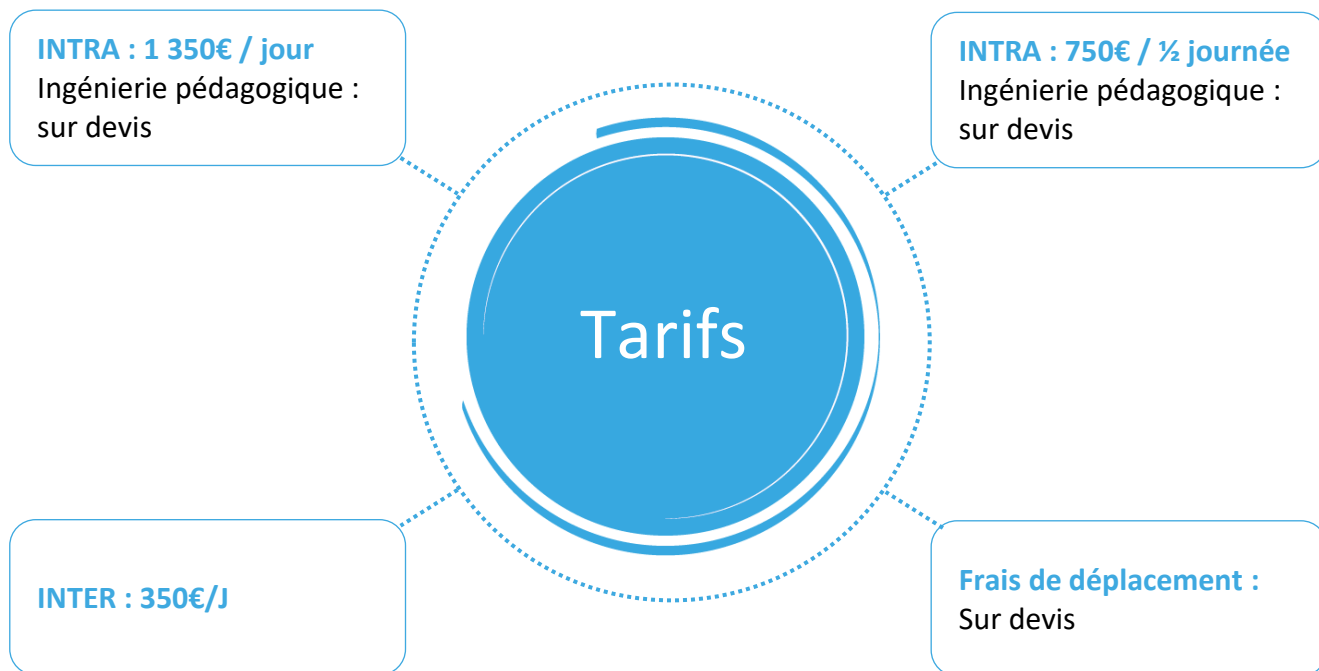 INTRA : 1 350€ / jour
Ingénierie pédagogique :
sur devis
INTRA : 750€ / ½ journée
Ingénierie pédagogique :
sur devis
Tarifs
INTER : 350€/J
Frais de déplacement :
Sur devis